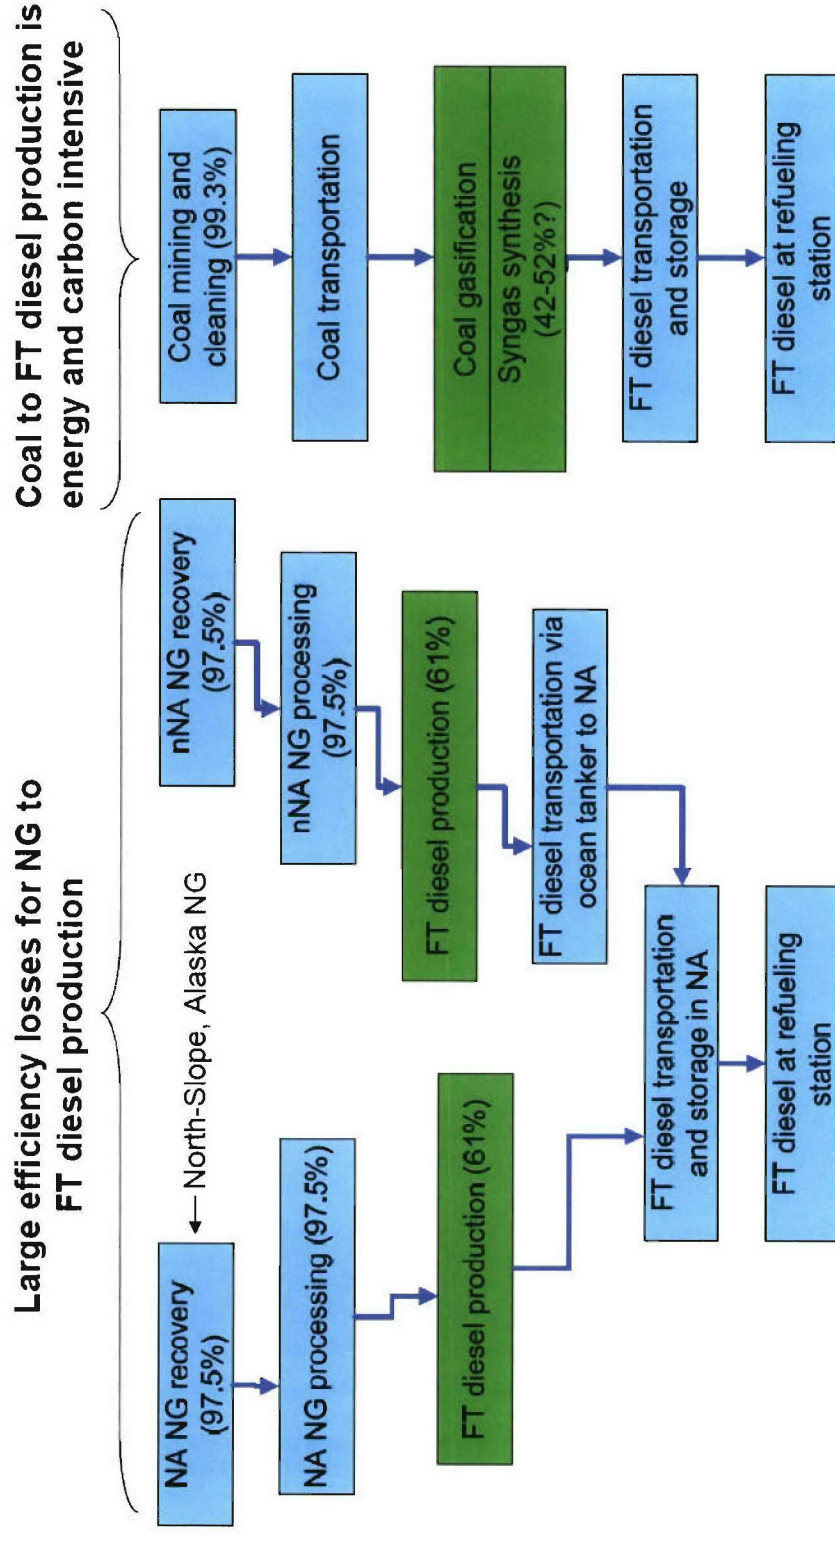 Large efficiency losses for NG to
FT diesel production
NA NG recovery
(97.5%)
North-Slope, Alaska NG
NA NG processing (97.5%)
FT diesel production (61%)
nNA NG recovery
(97.5%)
nNA NG processing
(97.5%)
FT diesel production (61%)
FT diesel transportation via
ocean tanker to NA
FT diesel transportation
and storage in NA
FT diesel at refueling
station
Coal to FT diesel production is
energy and carbon intensive
Coal mining and
cleaning (99.3%)
Coal transportation
Coal gasification
Syngas synthesis
(42-52%?)
FT diesel transportation
and storage
FT diesel at refueling
station